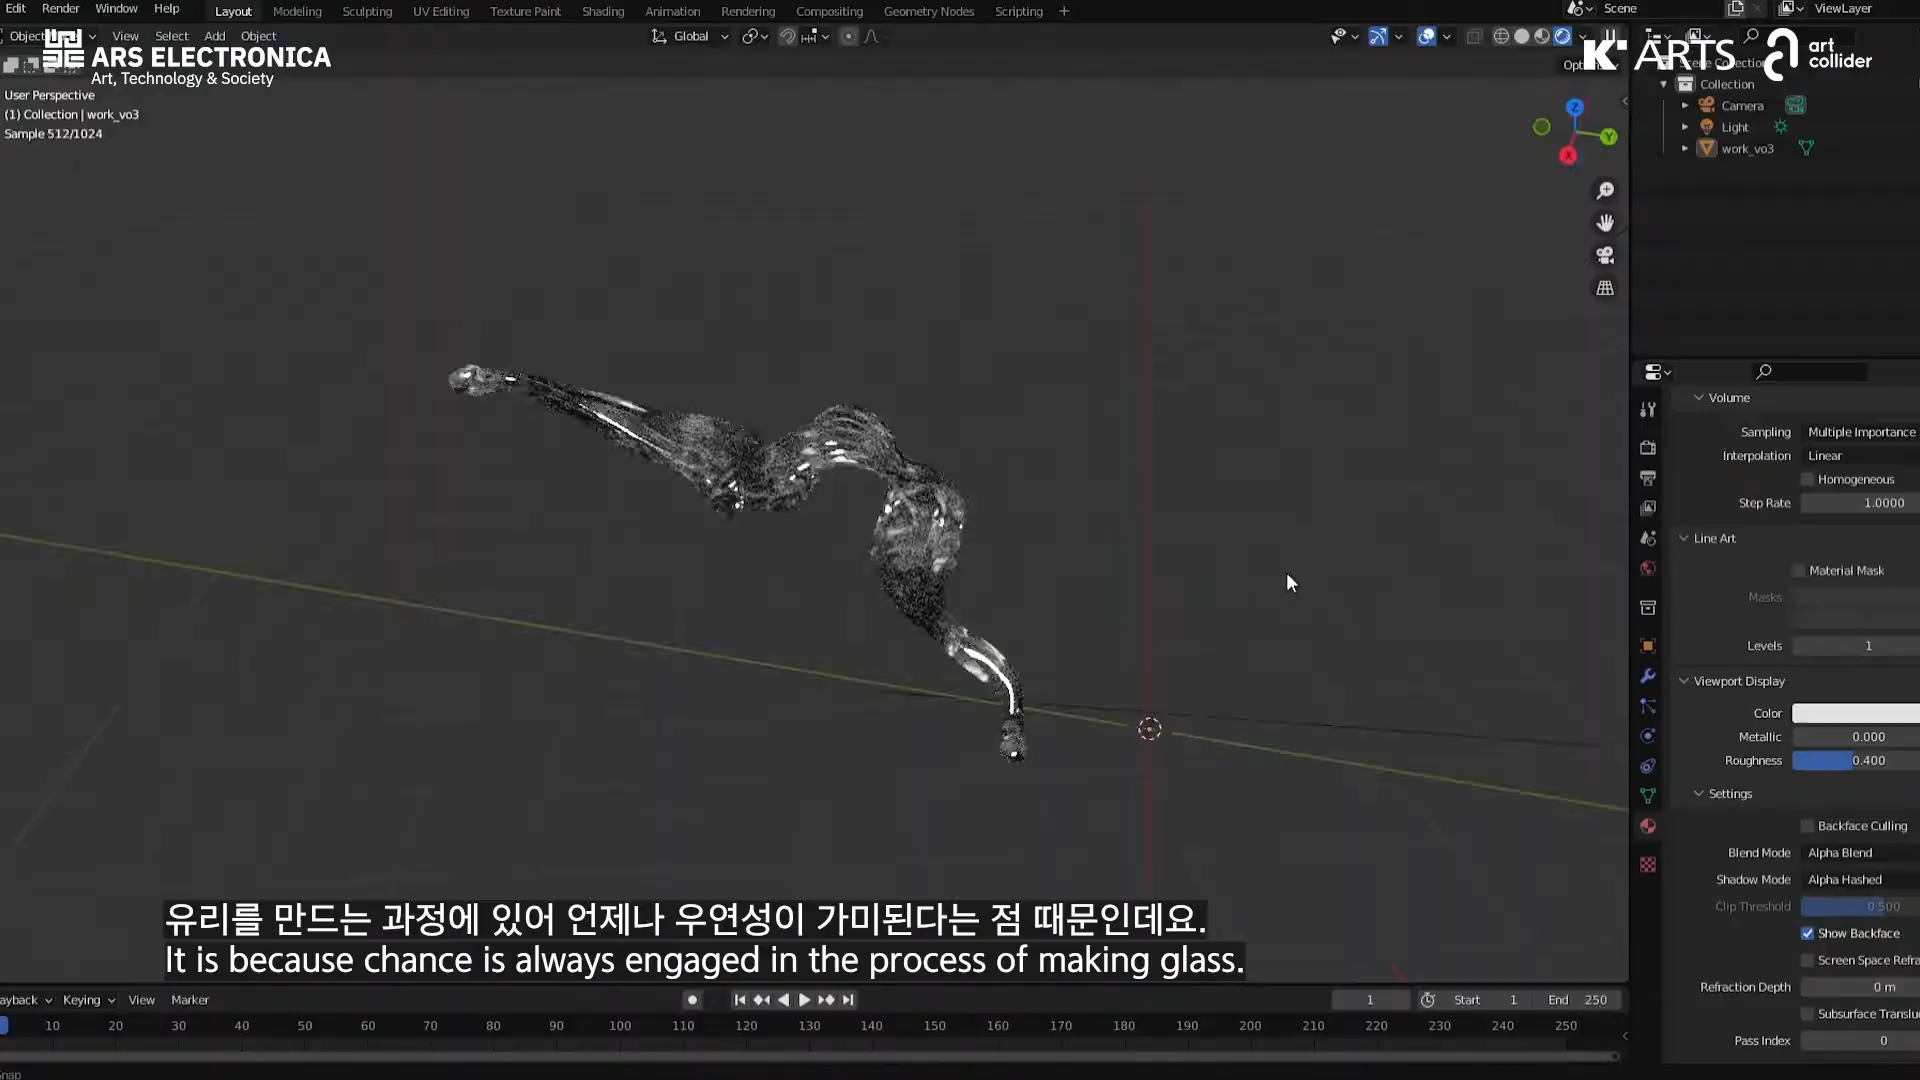 Edit Render Window Help Layout Modeling Sculpting UV Editing Texture Paint Shading Animation Rendering Compositing Geometry Nodes Scripting + Scene ViewLayer
View Select Add Object Global
ARS ELECTRONICA
Art, Technology & Society
K ARTS
art
collider
User Perspective
(1) Collection | work_vo3
Sample 512/1024
Z
Y
X
Collection
Camera
Light
work_vo3
Volume
Sampling Multiple Importance
Interpolation Linear
Homogeneous
Step Rate 1.0000
Line Art
Material Mask
Masks
Levels 1
Viewport Display
Color
Metallic 0.000
Roughness 0.400
Settings
Backface Culling
Blend Mode Alpha Blend
Shadow Mode Alpha Hashed
Clip Threshold 0.500
Show Backface
Screen Space Refra
Refraction Depth 0 m
Subsurface Translu
Pass Index 0
유리를 만드는 과정에 있어 언제나 우연성이 가미된다는 점 때문인데요.
It is because chance is always engaged in the process of making glass.
ayback Keying View Marker 1 Start 1 End 250
10 20 30 40 50 60 70 80 90 100 110 120 130 140 150 160 170 180 190 200 210 220 230 240 250